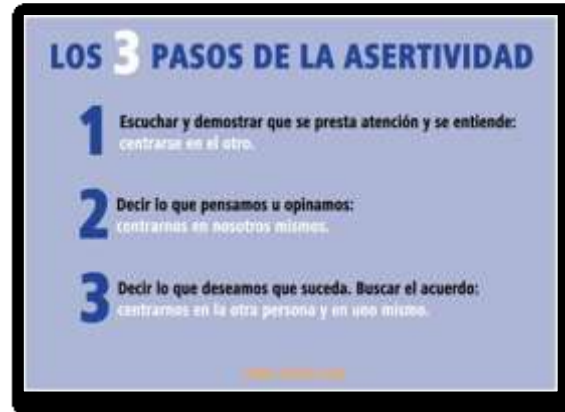 LOS 3 PASOS DE LA ASERTIVIDAD
1 Escuchar y demostrar que se presta atención y se entiende:
centrarse en el otro.
2 Decir lo que pensamos u opinamos:
centrarnos en nosotros mismos.
3 Decir lo que deseamos que suceda. Buscar el acuerdo:
centrarnos en la otra persona y en uno mismo.